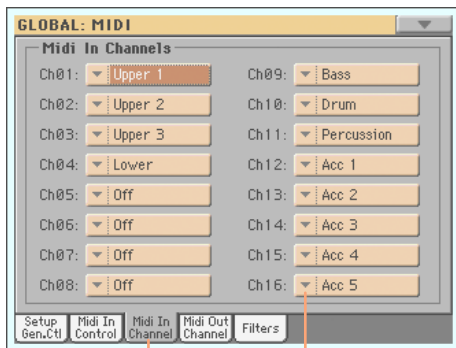 GLOBAL: MIDI
Midi In Channels
Ch01: Upper 1
Ch02: Upper 2
Ch03: Upper 3
Ch04: Lower
Ch05: Off
Ch06: Off
Ch07: Off
Ch08: Off
Ch09: Bass
Ch10: Drum
Ch11: Percussion
Ch12: Acc 1
Ch13: Acc 2
Ch14: Acc 3
Ch15: Acc 4
Ch16: Acc 5
Setup
Gen.Ctl
Midi In
Control
Midi In
Channel
Midi Out
Channel
Filters